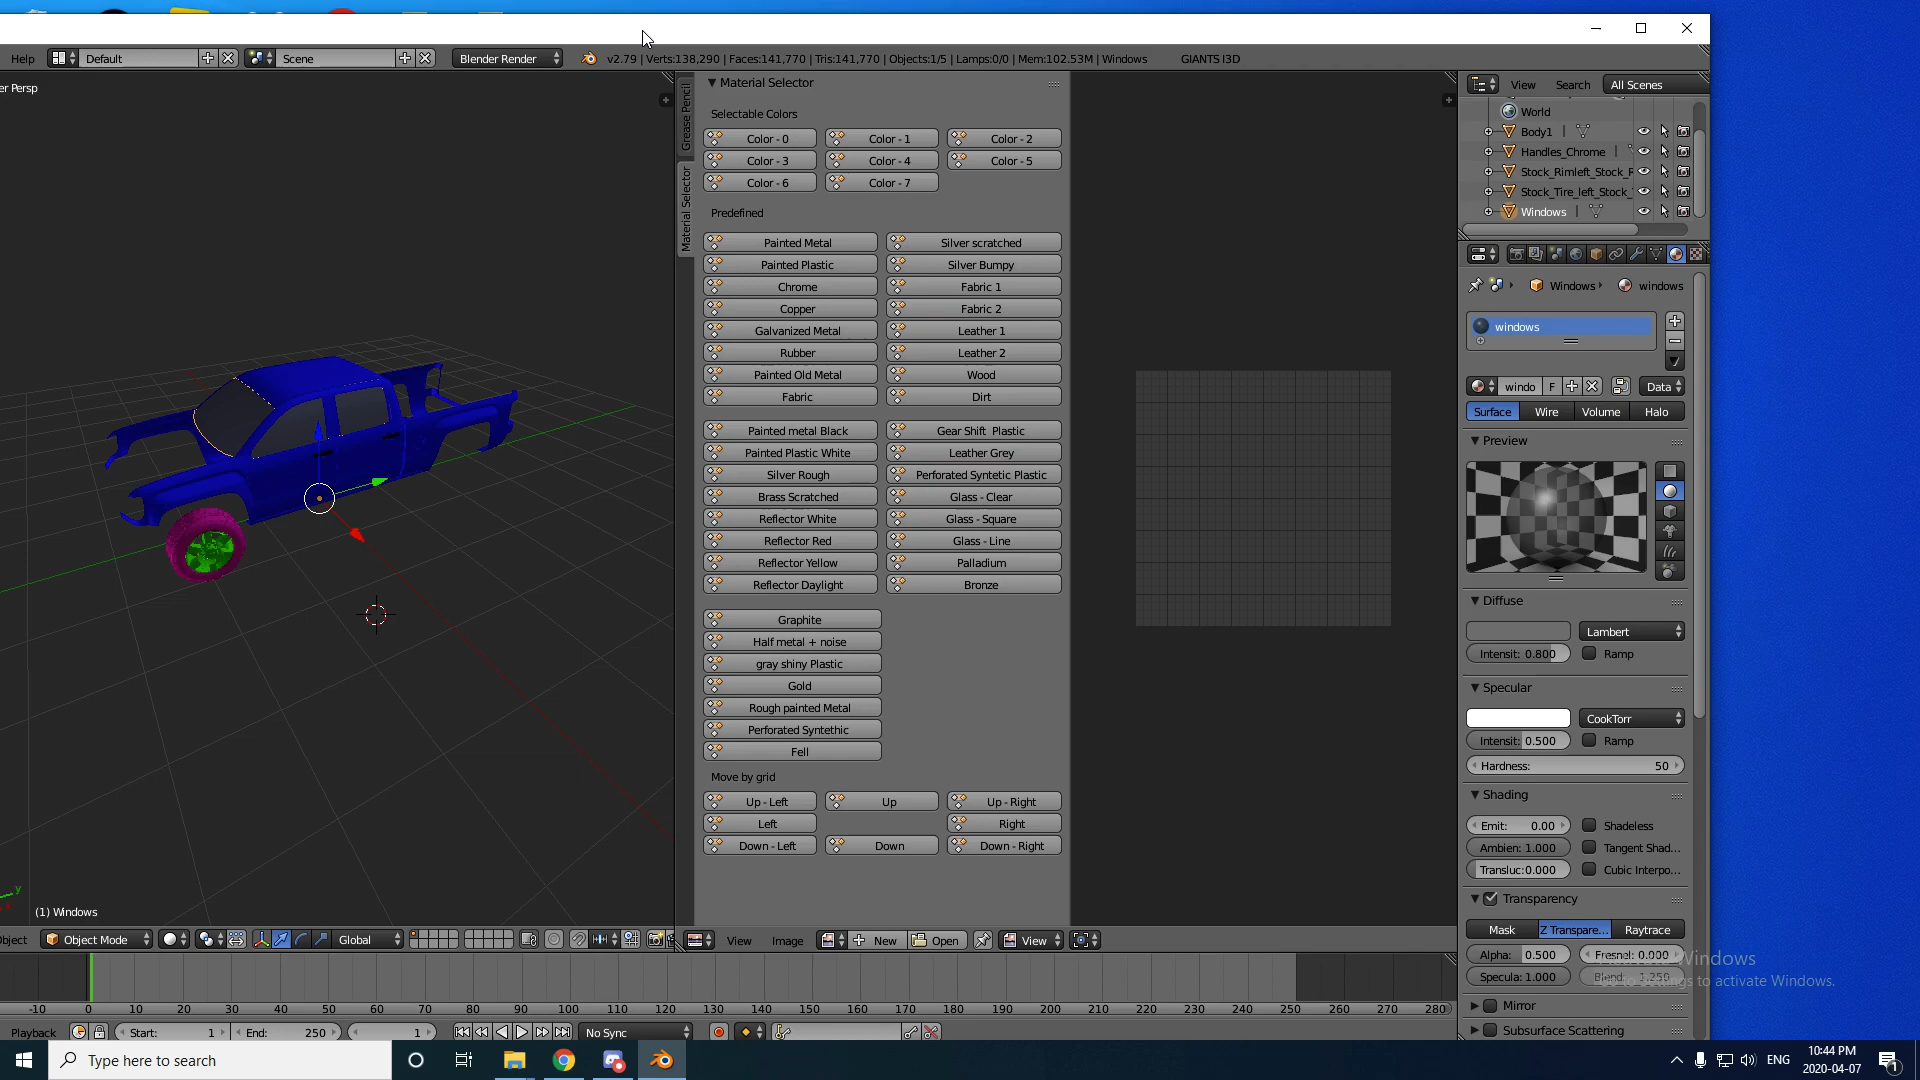 Help Default Scene Blender Render v2.79 | Verts:138,290 | Faces:141,770 | Tris:141,770 | Objects:1/5 | Lamps:0/0 | Mem:102.53M | Windows GIANTS I3D
er Persp
(1) Windows
Grease Pencil
Material Selector
Material Selector
Selectable Colors
Color - 0 Color - 1 Color - 2
Color - 3 Color - 4 Color - 5
Color - 6 Color - 7
Predefined
Painted Metal Silver scratched
Painted Plastic Silver Bumpy
Chrome Fabric 1
Copper Fabric 2
Galvanized Metal Leather 1
Rubber Leather 2
Painted Old Metal Wood
Fabric Dirt
Painted metal Black Gear Shift Plastic
Painted Plastic White Leather Grey
Silver Rough Perforated Syntetic Plastic
Brass Scratched Glass - Clear
Reflector White Glass - Square
Reflector Red Glass - Line
Reflector Yellow Palladium
Reflector Daylight Bronze
Graphite
Half metal + noise
gray shiny Plastic
Gold
Rough painted Metal
Perforated Syntethic
Fell
Move by grid
Up - Left Up Up - Right
Left Right
Down - Left Down Down - Right
View Search All Scenes
World
Body1
Handles_Chrome
Stock_Rimleft_Stock_R
Stock_Tire_left_Stock_
Windows
Windows windows
windows
windo F Data
Surface Wire Volume Halo
Preview
Diffuse
Lambert
Intensit: 0.800 Ramp
Specular
CookTorr
Intensit: 0.500 Ramp
Hardness: 50
Shading
Emit: 0.00 Shadeless
Ambien: 1.000 Tangent Shad...
Transluc:0.000 Cubic Interpo...
Transparency
Mask Z Transpare... Raytrace
Alpha: 0.500 Fresnel: 0.000
Specula: 1.000 Blend: 1.250
Mirror
Subsurface Scattering
Windows
to Settings to activate Windows.
bject Object Mode Global View Image New Open View
-10 0 10 20 30 40 50 60 70 80 90 100 110 120 130 140 150 160 170 180 190 200 210 220 230 240 250 260 270 280
Playback Start: 1 End: 250 1 No Sync
Type here to search
ENG
10:44 PM
2020-04-07
1